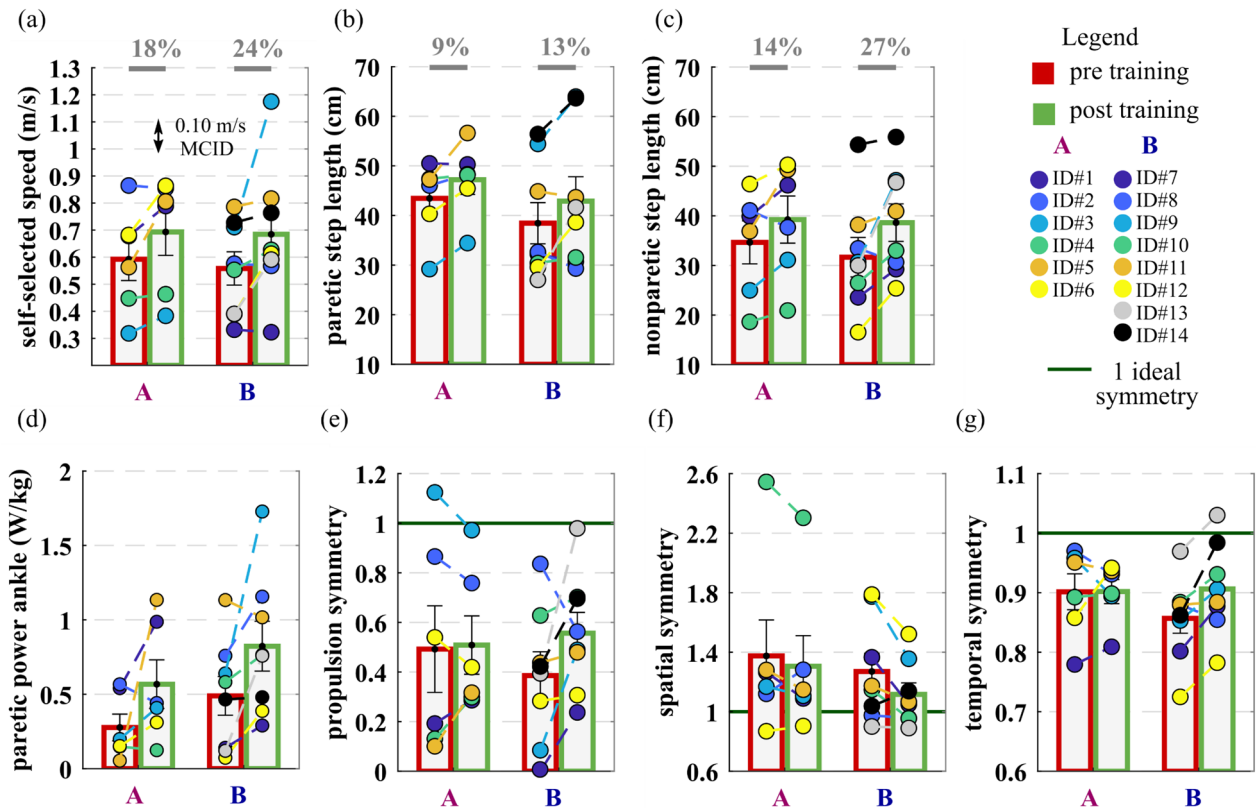 (a)
(b)
(c)
18% 24%
9% 13%
14% 27%
self-selected speed (m/s)
1.3
1.2
1.1
1
0.9
0.8
0.7
0.6
0.5
0.4
0.3
0.10 m/s
MCID
A B
paretic step length (cm)
70
60
50
40
30
20
10
A B
nonparetic step length (cm)
70
60
50
40
30
20
10
A B
Legend
pre training
post training
A B
ID#1 ID#7
ID#2 ID#8
ID#3 ID#9
ID#4 ID#10
ID#5 ID#11
ID#6 ID#12
ID#13
ID#14
1 ideal
symmetry
(d)
(e)
(f)
(g)
paretic power ankle (W/kg)
2
1.5
1
0.5
0
A B
propulsion symmetry
1.2
1
0.8
0.6
0.4
0.2
0
A B
spatial symmetry
2.6
2.2
1.8
1.4
1
0.6
A B
temporal symmetry
1.1
1
0.9
0.8
0.7
0.6
A B